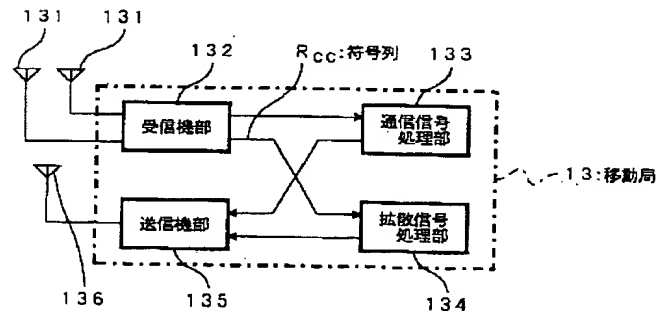 131
131
132
R_CC:符号列
133
受信機部
通信信号
処理部
13:移動局
送信機部
拡散信号
処理部
136
135
134